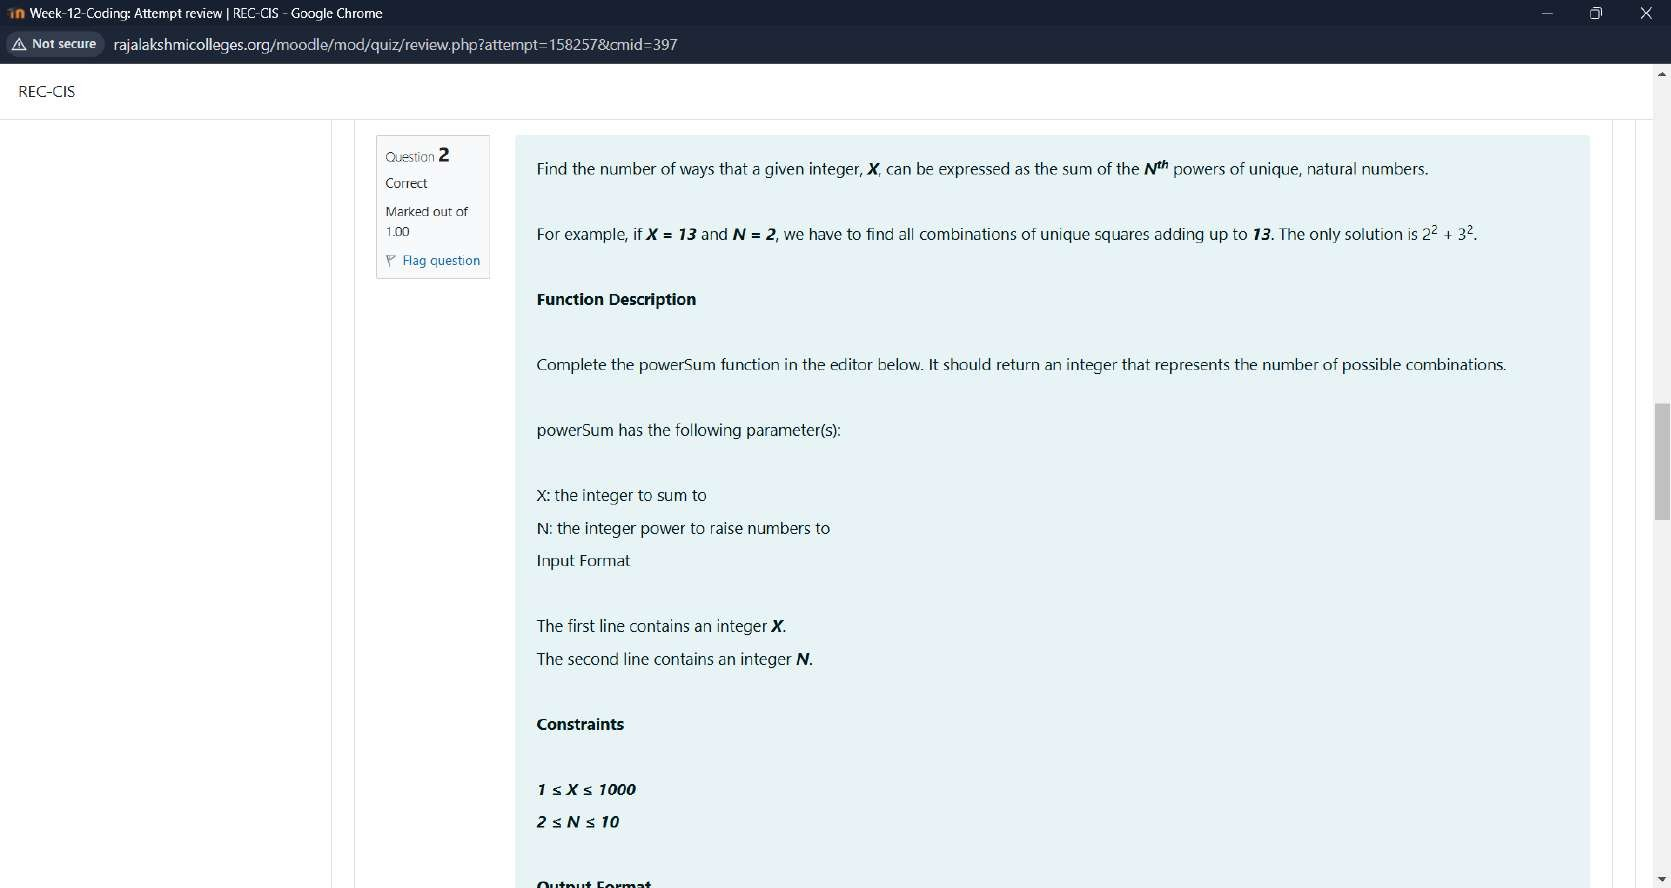 Week-12-Coding: Attempt review | REC-CIS - Google Chrome
Not secure rajalakshmicolleges.org/moodle/mod/quiz/review.php?attempt=158257&cmid=397
REC-CIS
Question 2
Correct
Marked out of
1.00
Flag question
Find the number of ways that a given integer, X, can be expressed as the sum of the Nth powers of unique, natural numbers.
For example, if X = 13 and N = 2, we have to find all combinations of unique squares adding up to 13. The only solution is 2² + 3².
Function Description
Complete the powerSum function in the editor below. It should return an integer that represents the number of possible combinations.
powerSum has the following parameter(s):
X: the integer to sum to
N: the integer power to raise numbers to
Input Format
The first line contains an integer X.
The second line contains an integer N.
Constraints
1 ≤ X ≤ 1000
2 ≤ N ≤ 10
Output Format